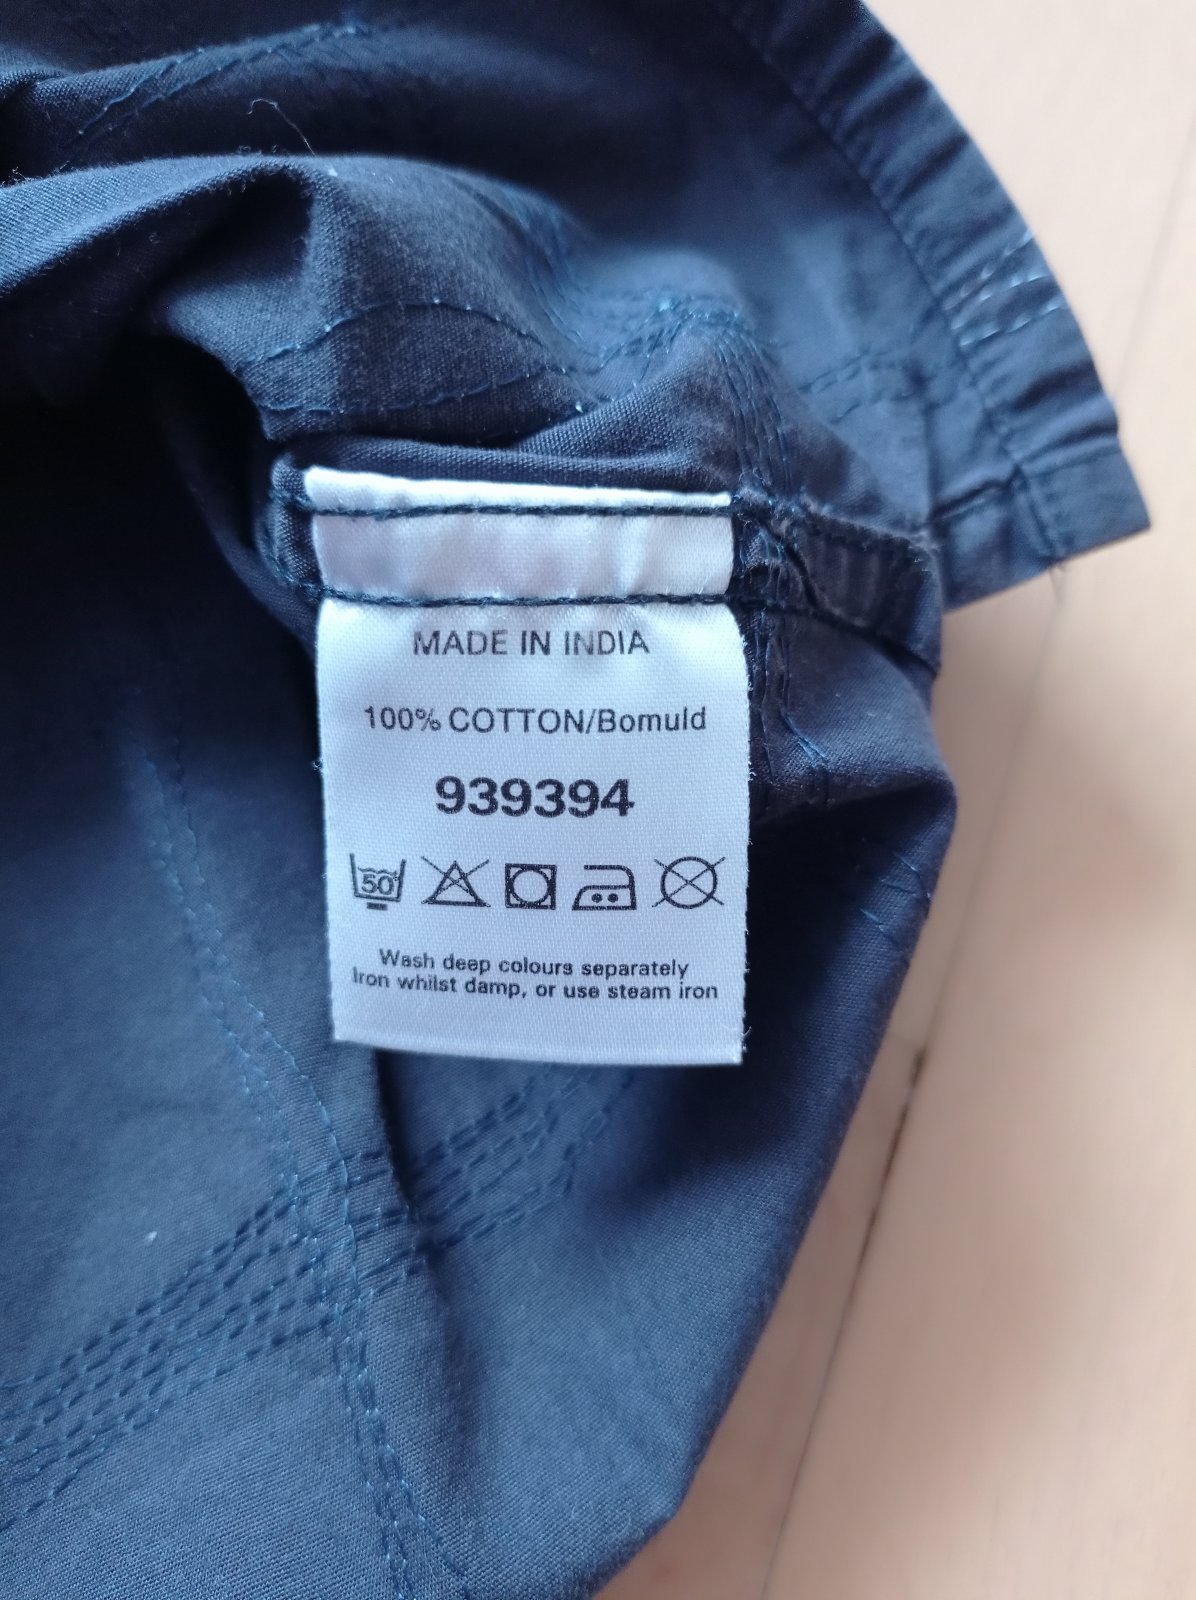 MADE IN INDIA
100% COTTON/Bomuld
939394
50°
Wash deep colours separately
Iron whilst damp, or use steam iron